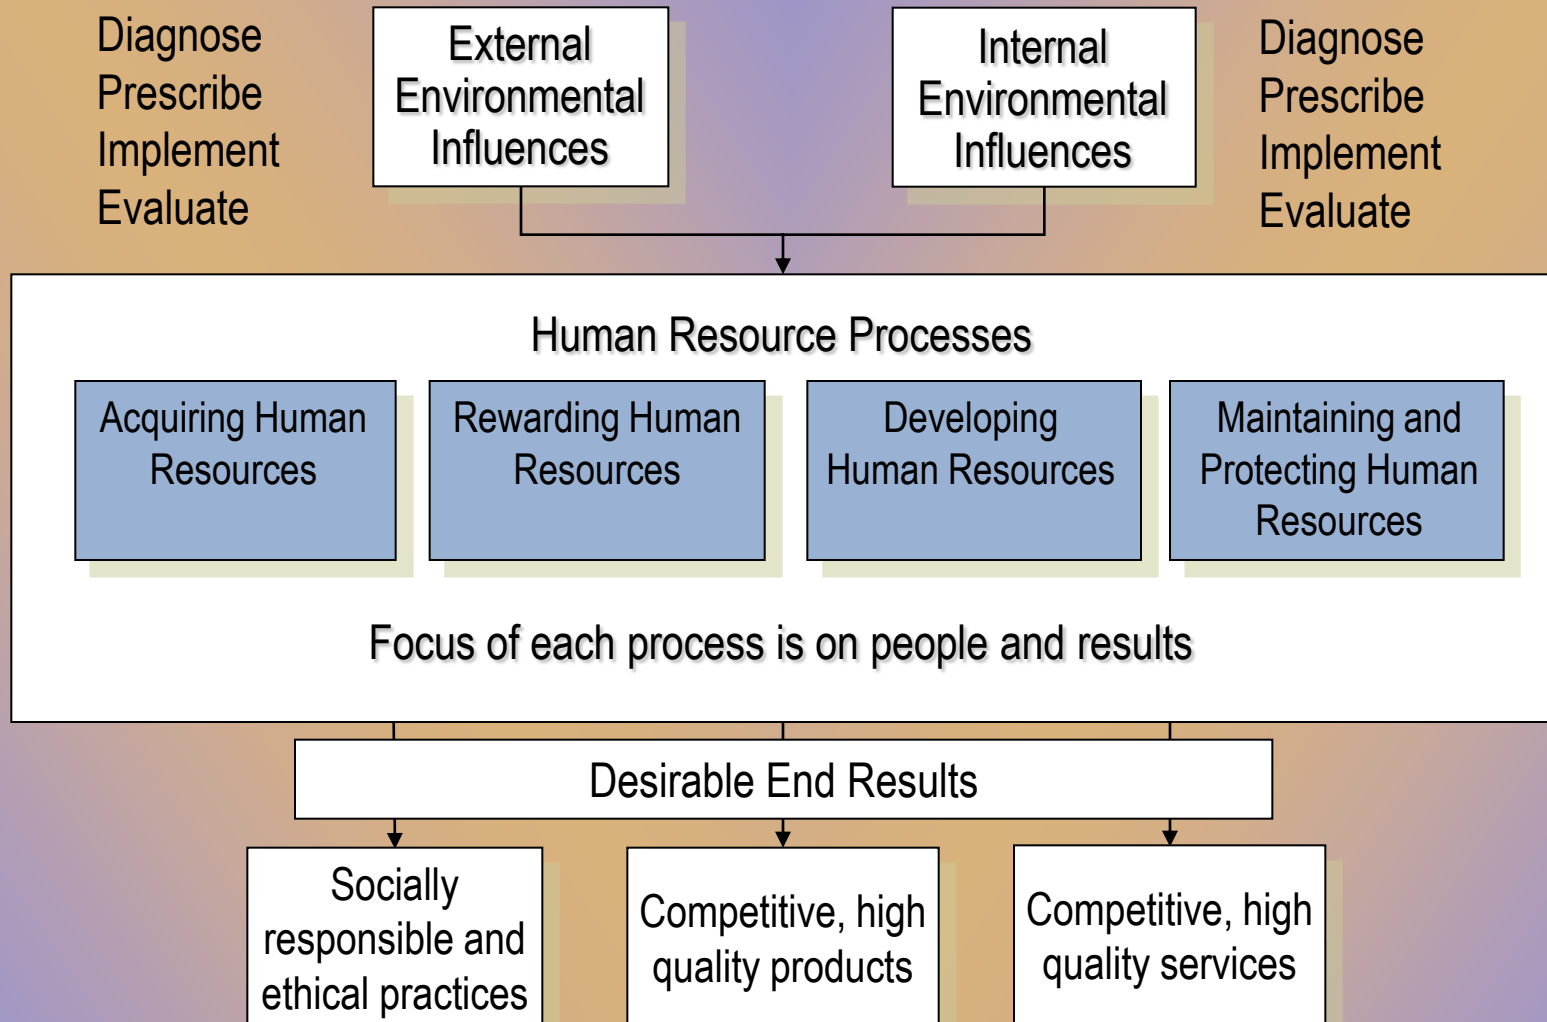 Diagnose
Prescribe
Implement
Evaluate
External
Environmental
Influences
Internal
Environmental
Influences
Diagnose
Prescribe
Implement
Evaluate
Human Resource Processes
Acquiring Human
Resources
Rewarding Human
Resources
Developing
Human Resources
Maintaining and
Protecting Human
Resources
Focus of each process is on people and results
Desirable End Results
Socially
responsible and
ethical practices
Competitive, high
quality products
Competitive, high
quality services